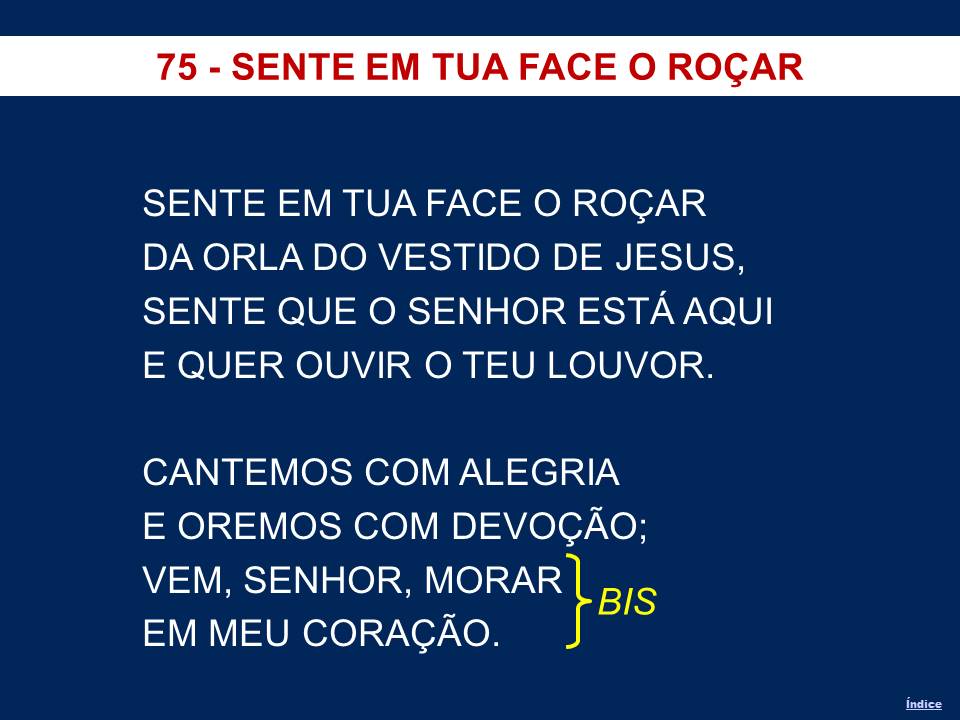 75 - SENTE EM TUA FACE O ROÇAR
SENTE EM TUA FACE O ROÇAR
DA ORLA DO VESTIDO DE JESUS,
SENTE QUE O SENHOR ESTÁ AQUI
E QUER OUVIR O TEU LOUVOR.
CANTEMOS COM ALEGRIA
E OREMOS COM DEVOÇÃO;
VEM, SENHOR, MORAR
EM MEU CORAÇÃO.
BIS
Índice